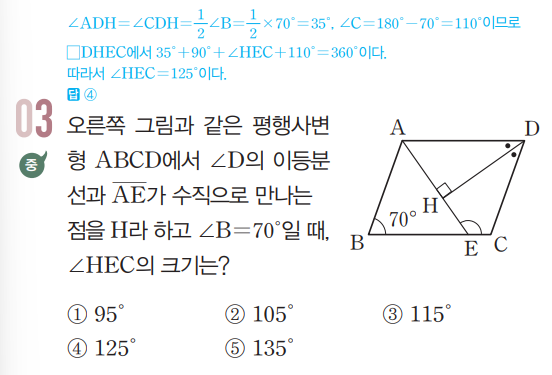 ∠ADH=∠CDH=1/2∠B=1/2×70°=35°, ∠C=180°-70°=110°이므로
□DHEC에서 35°+90°+∠HEC+110°=360°이다.
따라서 ∠HEC=125°이다.
답 ④
03
중
오른쪽 그림과 같은 평행사변
형 ABCD에서 ∠D의 이등분
선과 A̅E̅가 수직으로 만나는
점을 H라 하고 ∠B=70°일 때,
∠HEC의 크기는?
A D
H
70°
B E C
① 95° ② 105° ③ 115°
④ 125° ⑤ 135°